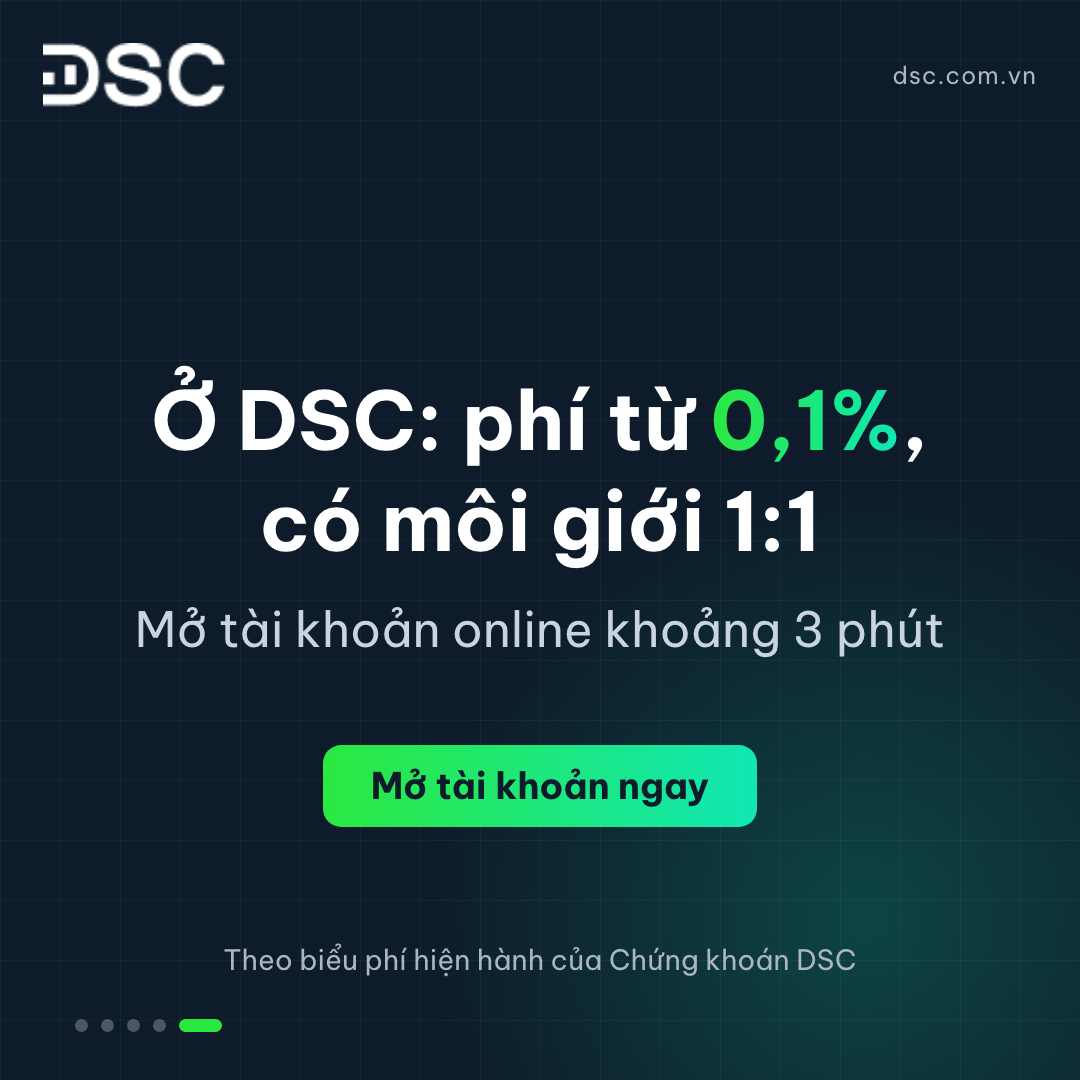 DSC
dsc.com.vn
Ở DSC: phí từ 0,1%,
có môi giới 1:1
Mở tài khoản online khoảng 3 phút
Mở tài khoản ngay
Theo biểu phí hiện hành của Chứng khoán DSC